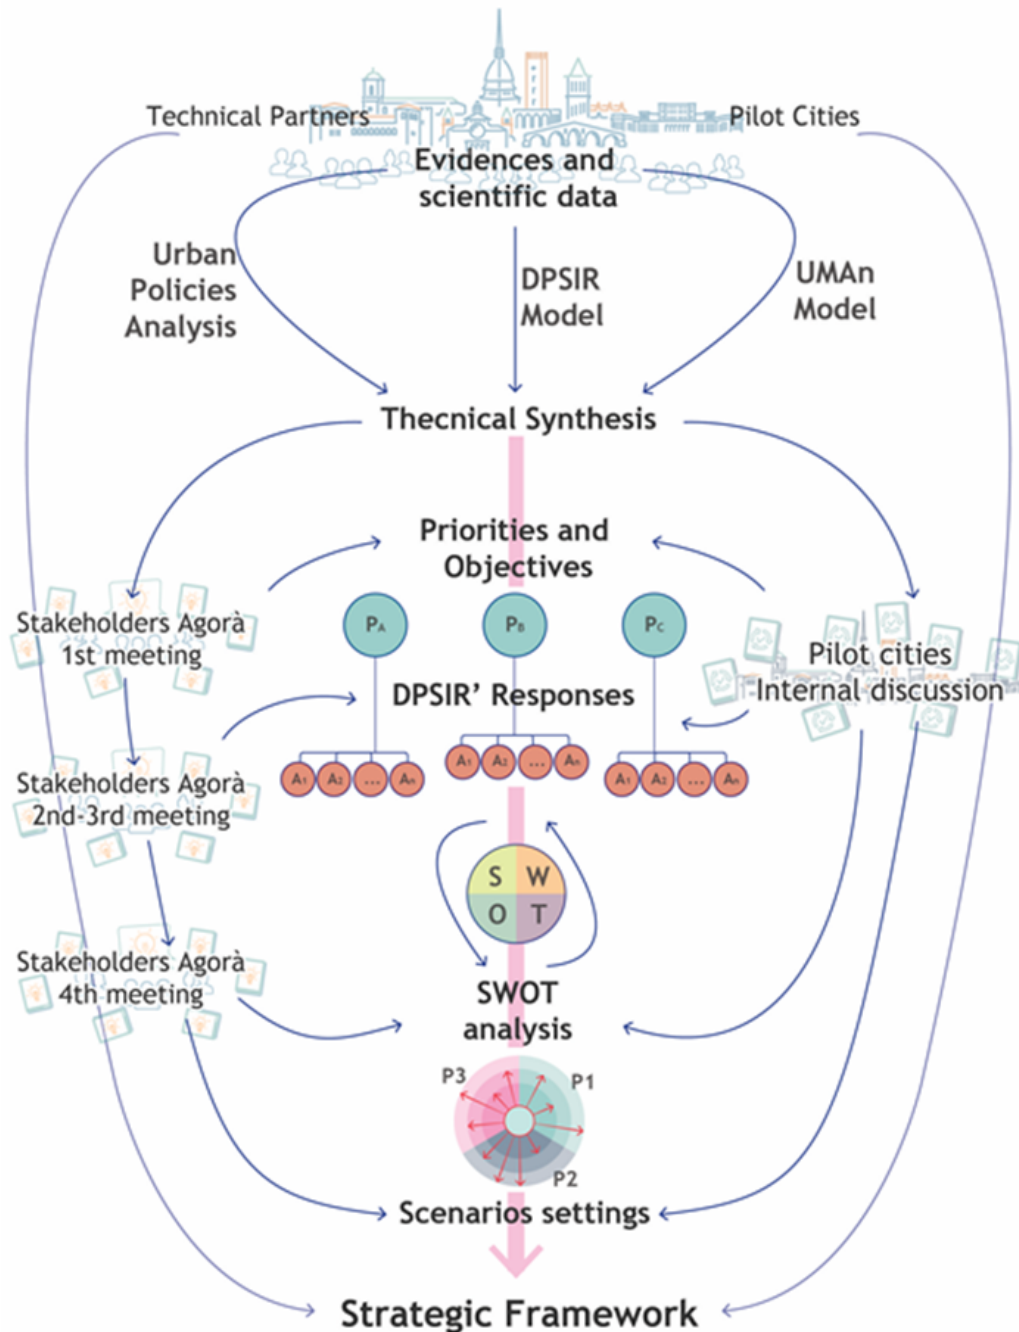 Technical Partners
Pilot Cities
Evidences and
scientific data
Urban
Policies
Analysis
DPSIR
Model
UMAn
Model
Thecnical Synthesis
Priorities and
Objectives
Stakeholders Agorà
1st meeting
PA
PB
PC
Pilot cities
Internal discussion
DPSIR’ Responses
A1 A2 ... An
A1 A2 ... An
A1 A2 ... An
Stakeholders Agorà
2nd-3rd meeting
S W
O T
Stakeholders Agorà
4th meeting
SWOT
analysis
P3
P1
P2
Scenarios settings
Strategic Framework